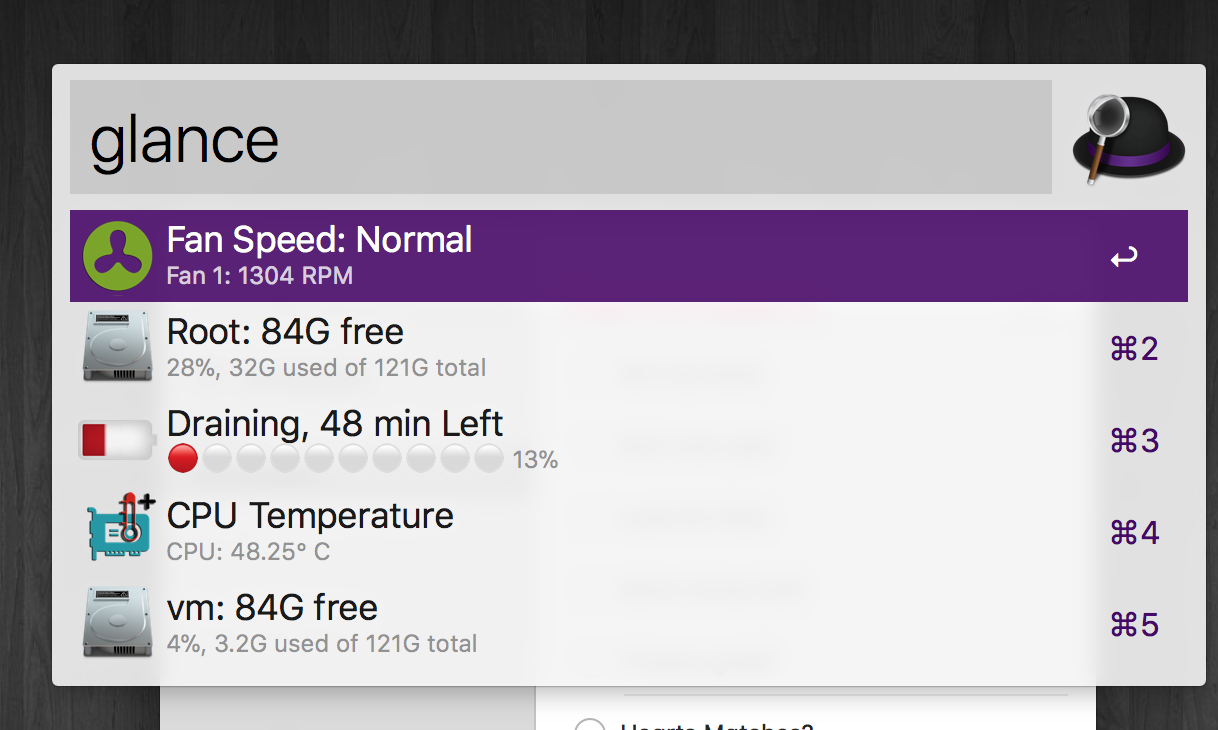 glance
Fan Speed: Normal
Fan 1: 1304 RPM
Root: 84G free
⌘2
28%, 32G used of 121G total
Draining, 48 min Left
⌘3
13%
CPU Temperature
⌘4
CPU: 48.25° C
vm: 84G free
⌘5
4%, 3.2G used of 121G total
Hearts Matches?